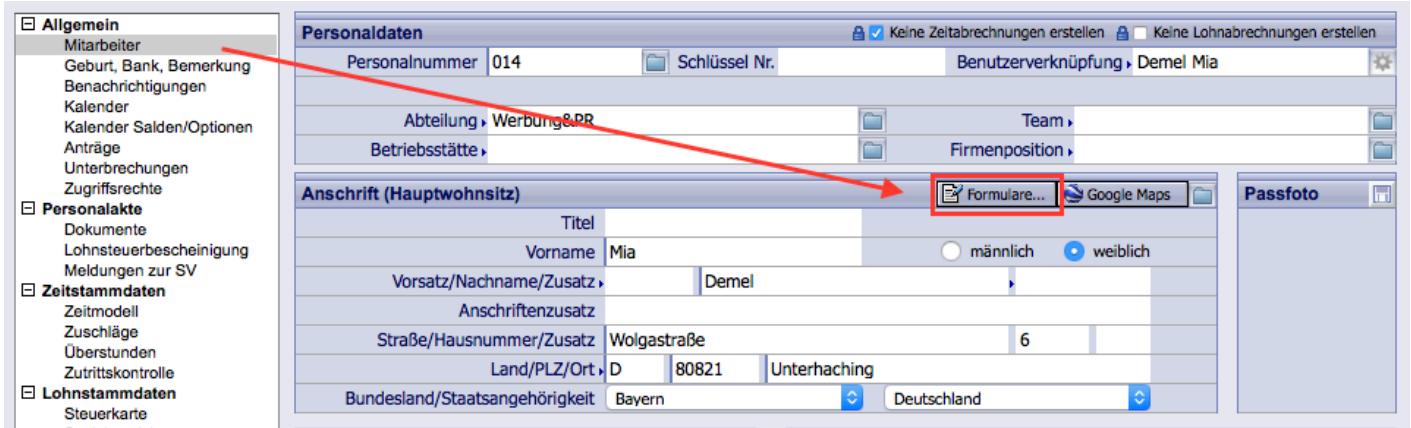 Allgemein
Mitarbeiter
Geburt, Bank, Bemerkung
Benachrichtigungen
Kalender
Kalender Salden/Optionen
Anträge
Unterbrechungen
Zugriffsrechte
Personalakte
Dokumente
Lohnsteuerbescheinigung
Meldungen zur SV
Zeitstammdaten
Zeitmodell
Zuschläge
Überstunden
Zutrittskontrolle
Lohnstammdaten
Steuerkarte
Personaldaten Keine Zeitabrechnungen erstellen Keine Lohnabrechnungen erstellen
Personalnummer 014 Schlüssel Nr. Benutzerverknüpfung Demel Mia
Abteilung Werbung&PR Team
Betriebsstätte Firmenposition
Anschrift (Hauptwohnsitz) Formulare... Google Maps
Titel
Vorname Mia männlich weiblich
Vorsatz/Nachname/Zusatz Demel
Anschriftenzusatz
Straße/Hausnummer/Zusatz Wolgastraße 6
Land/PLZ/Ort D 80821 Unterhaching
Bundesland/Staatsangehörigkeit Bayern Deutschland
Passfoto